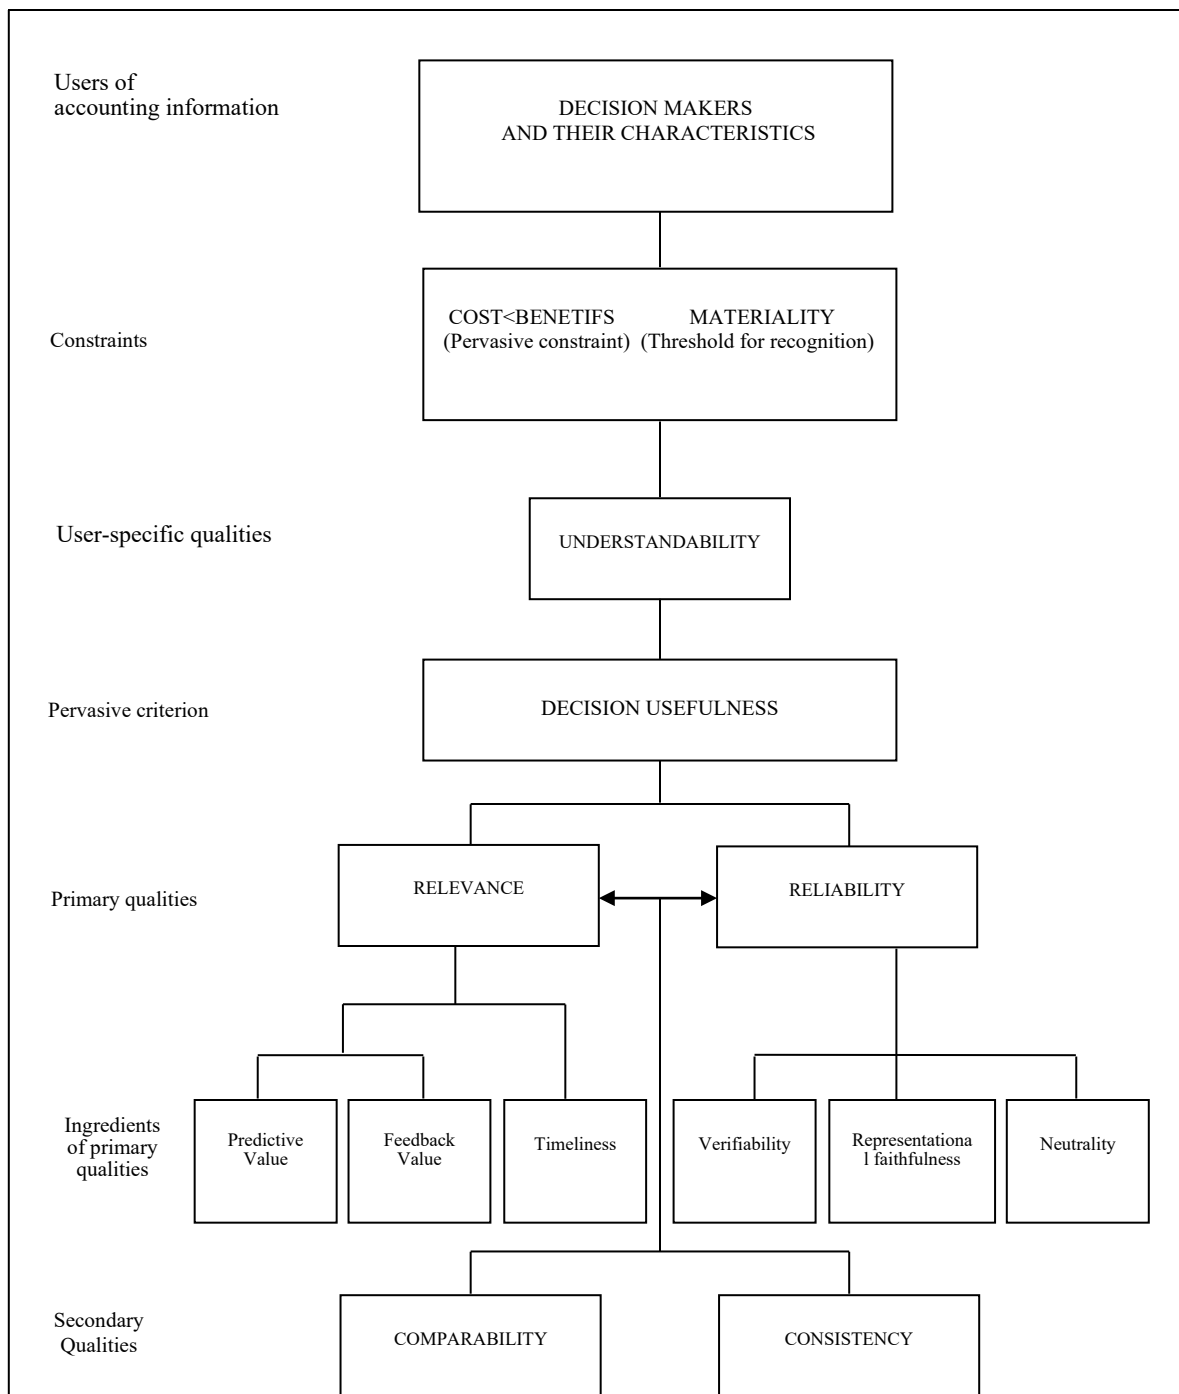 Users of
accounting information
DECISION MAKERS
AND THEIR CHARACTERISTICS
Constraints
COST<BENETIFS MATERIALITY
(Pervasive constraint) (Threshold for recognition)
User-specific qualities
UNDERSTANDABILITY
Pervasive criterion
DECISION USEFULNESS
Primary qualities
RELEVANCE
RELIABILITY
Ingredients
of primary
qualities
Predictive
Value
Feedback
Value
Timeliness
Verifiability
Representationa
l faithfulness
Neutrality
Secondary
Qualities
COMPARABILITY
CONSISTENCY